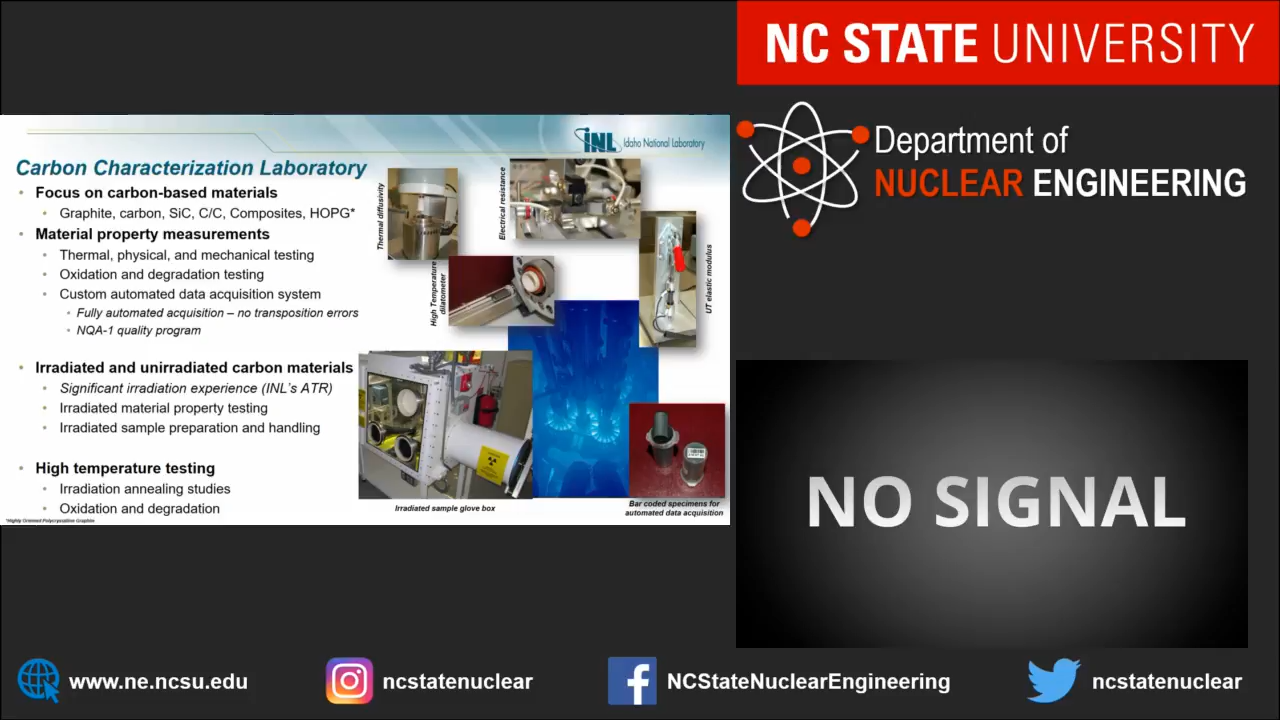 NC STATE UNIVERSITY
Department of
NUCLEAR ENGINEERING
INL Idaho National Laboratory
Carbon Characterization Laboratory
• Focus on carbon-based materials
• Graphite, carbon, SiC, C/C, Composites, HOPG*
• Material property measurements
• Thermal, physical, and mechanical testing
• Oxidation and degradation testing
• Custom automated data acquisition system
• Fully automated acquisition – no transposition errors
• NQA-1 quality program
• Irradiated and unirradiated carbon materials
• Significant irradiation experience (INL's ATR)
• Irradiated material property testing
• Irradiated sample preparation and handling
• High temperature testing
• Irradiation annealing studies
• Oxidation and degradation
*Highly Oriented Polycrystalline Graphite
Thermal diffusivity
Electrical resistance
High Temperature
dilatometer
UT elastic modulus
Irradiated sample glove box
Bar coded specimens for
automated data acquisition
NO SIGNAL
www.ne.ncsu.edu
ncstatenuclear
NCStateNuclearEngineering
ncstatenuclear